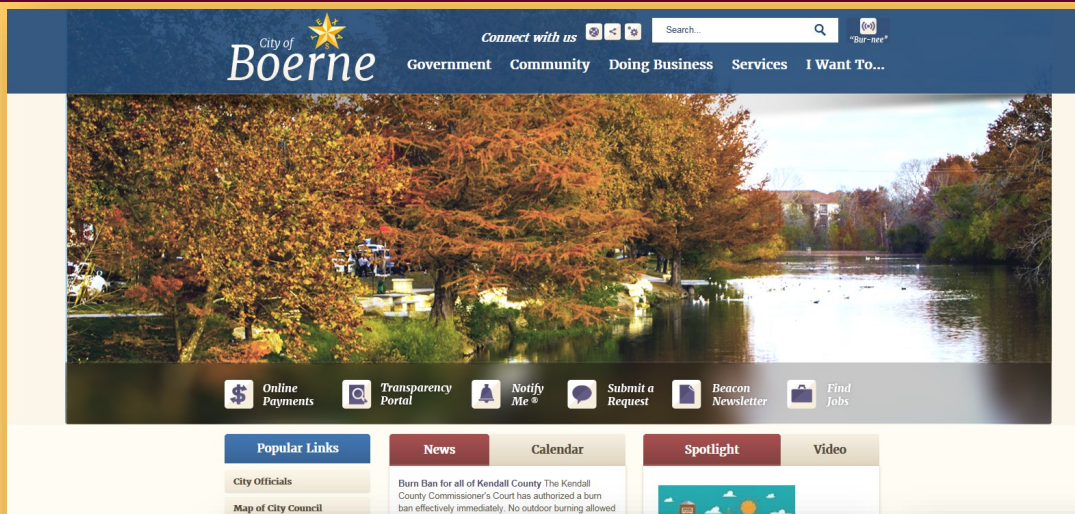 City of
Boerne
TEXAS
Connect with us
Search...
"Bur-nee"
Government Community Doing Business Services I Want To...
Online
Payments
Transparency
Portal
Notify
Me ®
Submit a
Request
Beacon
Newsletter
Find
Jobs
Popular Links
City Officials
Map of City Council
News Calendar
Burn Ban for all of Kendall County The Kendall
County Commissioner's Court has authorized a burn
ban effectively immediately. No outdoor burning allowed
Spotlight Video